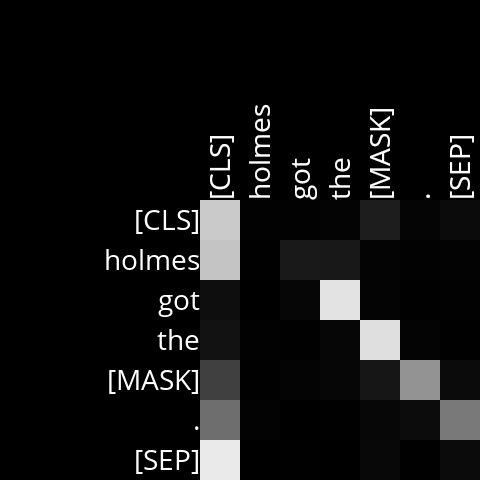 [CLS] holmes got the [MASK] . [SEP]
[CLS]
holmes
got
the
[MASK]
.
[SEP]